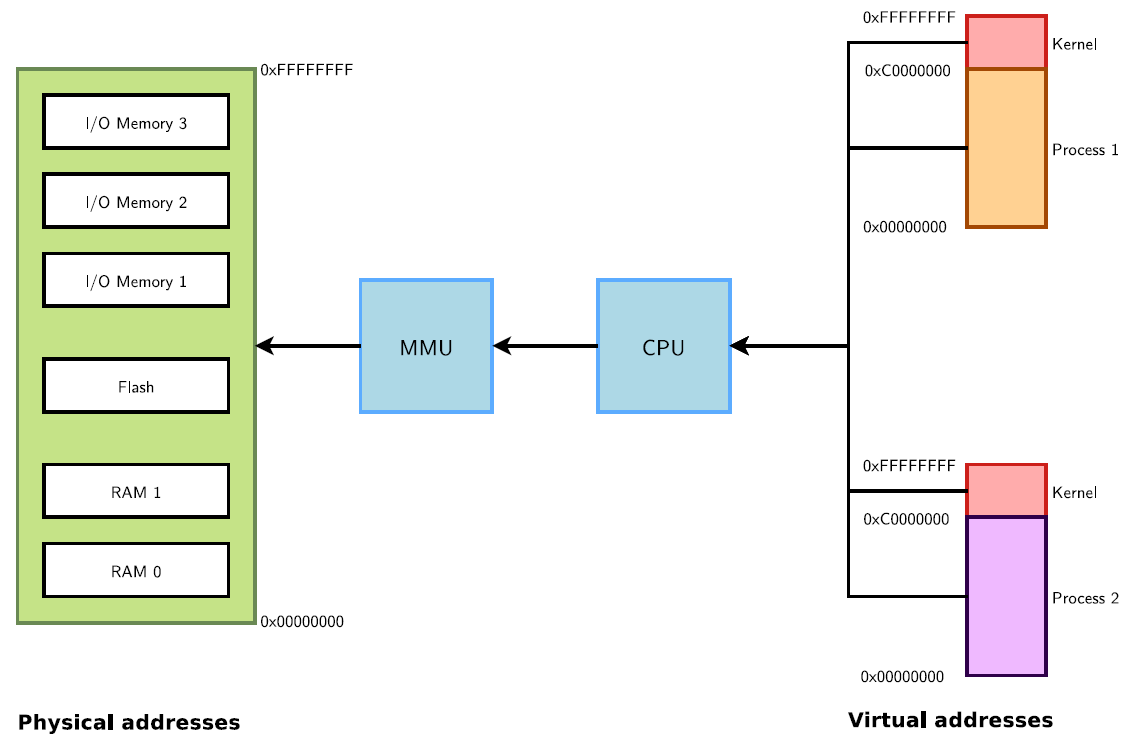 0xFFFFFFFF
I/O Memory 3
I/O Memory 2
I/O Memory 1
Flash
RAM 1
RAM 0
0x00000000
Physical addresses
MMU
CPU
0xFFFFFFFF
Kernel
0xC0000000
Process 1
0x00000000
0xFFFFFFFF
Kernel
0xC0000000
Process 2
0x00000000
Virtual addresses